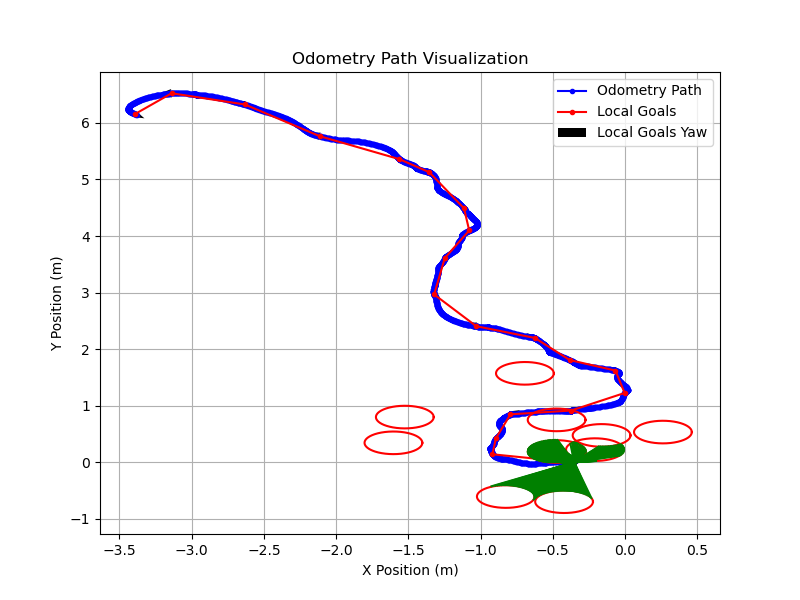 Odometry Path Visualization
Odometry Path
Local Goals
Local Goals Yaw
Y Position (m)
6
5
4
3
2
1
0
−1
−3.5 −3.0 −2.5 −2.0 −1.5 −1.0 −0.5 0.0 0.5
X Position (m)